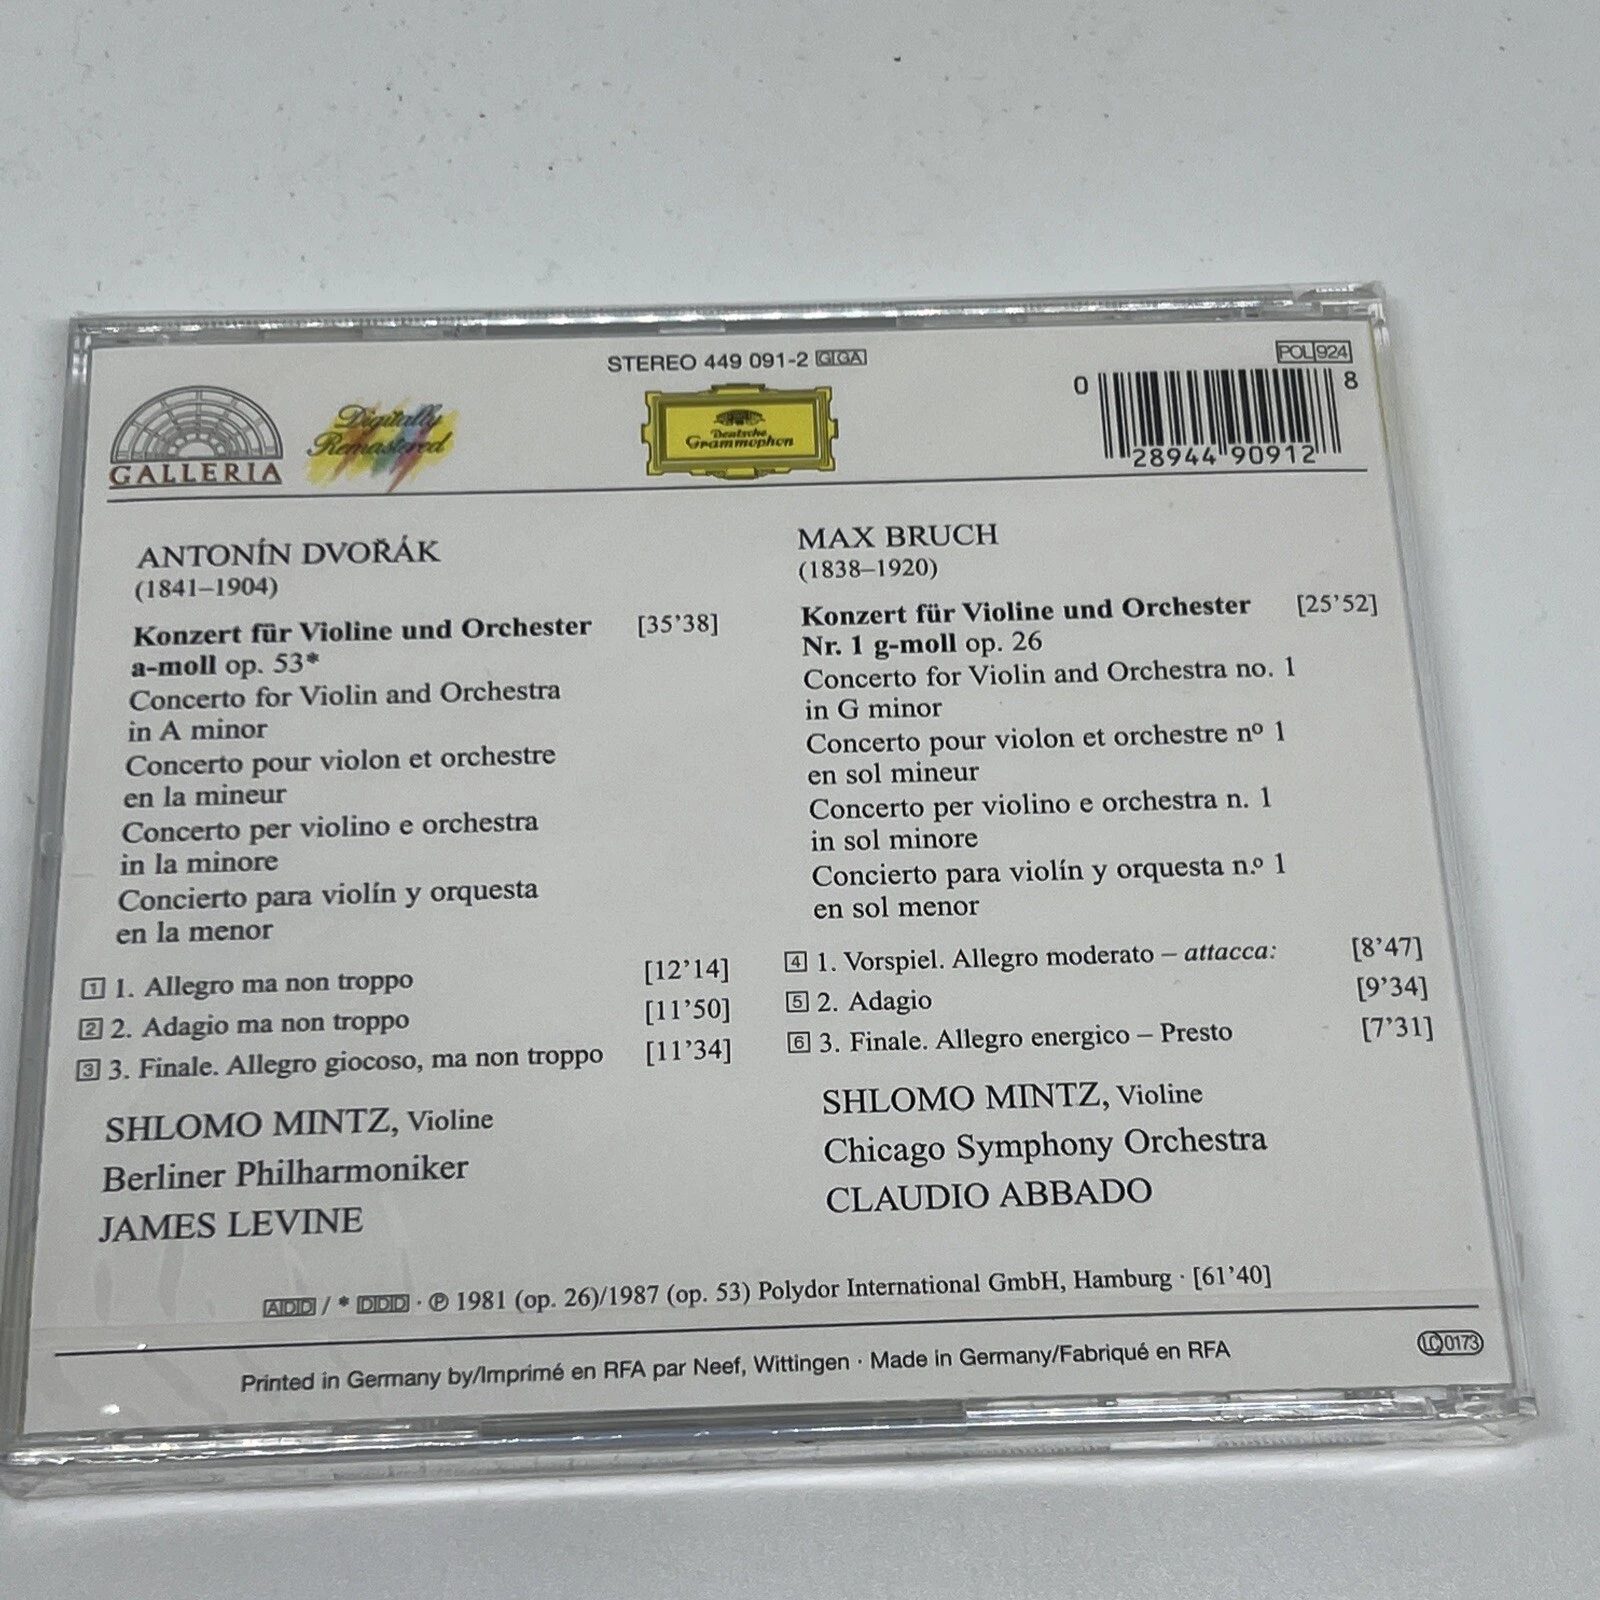 STEREO 449 091-2 GIGA
POL 924
GALLERIA
Digitally
Remastered
Deutsche
Grammophon
0 28944 90912 8
ANTONÍN DVOŘÁK
(1841–1904)
Konzert für Violine und Orchester [35'38]
a-moll op. 53*
Concerto for Violin and Orchestra
in A minor
Concerto pour violon et orchestre
en la mineur
Concerto per violino e orchestra
in la minore
Concierto para violín y orquesta
en la menor
1 1. Allegro ma non troppo [12'14]
2 2. Adagio ma non troppo [11'50]
3 3. Finale. Allegro giocoso, ma non troppo [11'34]
SHLOMO MINTZ, Violine
Berliner Philharmoniker
JAMES LEVINE
MAX BRUCH
(1838–1920)
Konzert für Violine und Orchester [25'52]
Nr. 1 g-moll op. 26
Concerto for Violin and Orchestra no. 1
in G minor
Concerto pour violon et orchestre nº 1
en sol mineur
Concerto per violino e orchestra n. 1
in sol minore
Concierto para violín y orquesta n.º 1
en sol menor
4 1. Vorspiel. Allegro moderato – attacca: [8'47]
5 2. Adagio [9'34]
6 3. Finale. Allegro energico – Presto [7'31]
SHLOMO MINTZ, Violine
Chicago Symphony Orchestra
CLAUDIO ABBADO
ADD / * DDD · ℗ 1981 (op. 26)/1987 (op. 53) Polydor International GmbH, Hamburg · [61'40]
LC 0173
Printed in Germany by/Imprimé en RFA par Neef, Wittingen · Made in Germany/Fabriqué en RFA